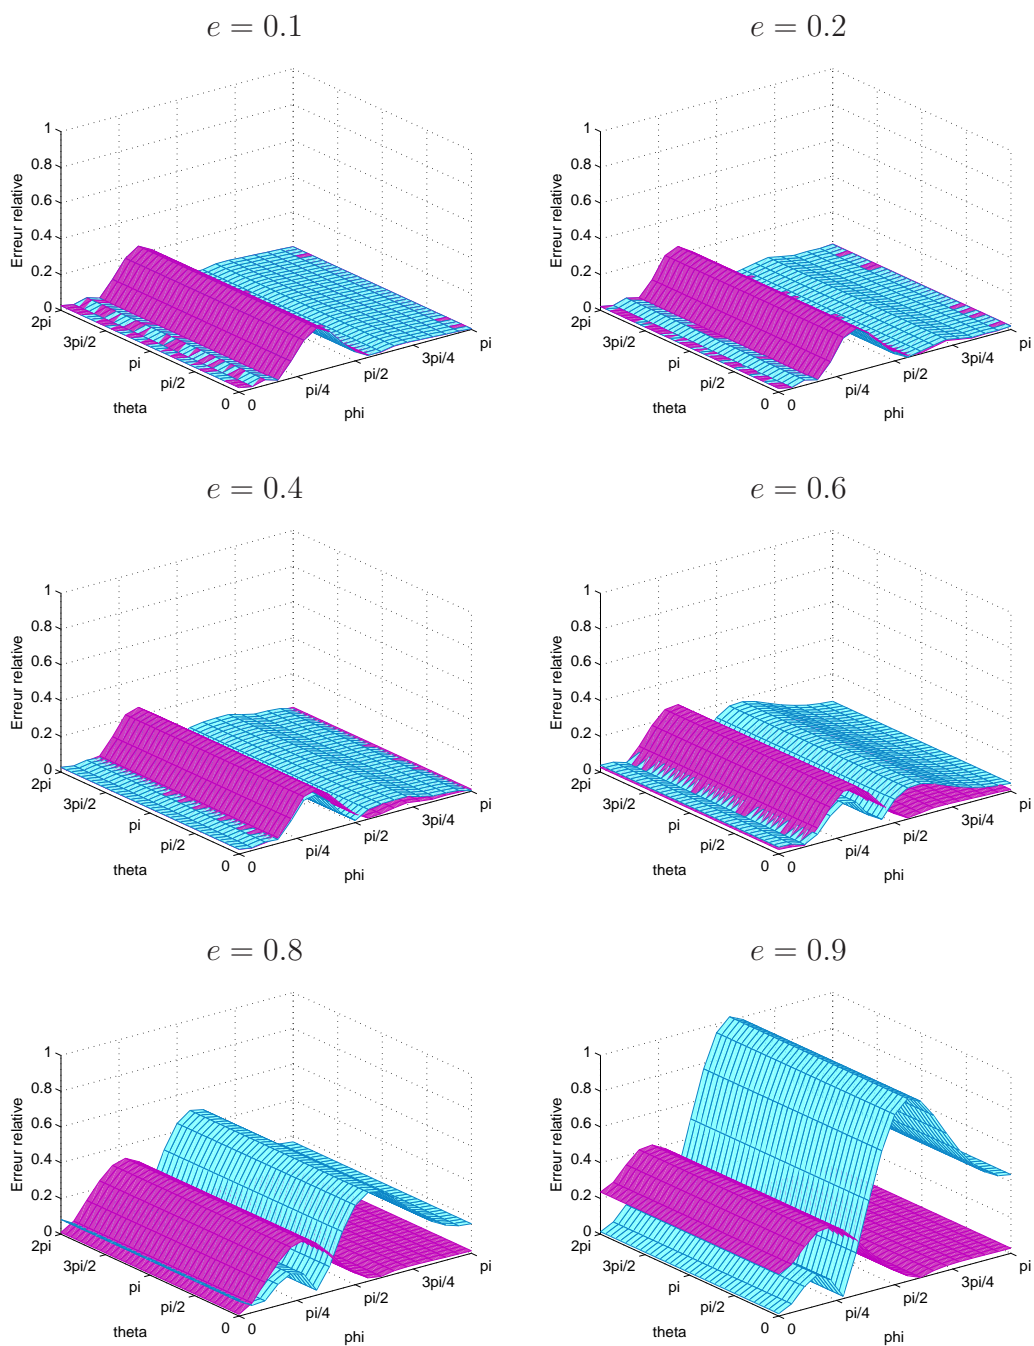 e = 0.1
1
0.8
0.6
0.4
0.2
0
Erreur relative
2pi
3pi/2
pi
pi/2
0
theta
0
pi/4
pi/2
3pi/4
pi
phi
e = 0.2
1
0.8
0.6
0.4
0.2
0
Erreur relative
2pi
3pi/2
pi
pi/2
0
theta
0
pi/4
pi/2
3pi/4
pi
phi
e = 0.4
1
0.8
0.6
0.4
0.2
0
Erreur relative
2pi
3pi/2
pi
pi/2
0
theta
0
pi/4
pi/2
3pi/4
pi
phi
e = 0.6
1
0.8
0.6
0.4
0.2
0
Erreur relative
2pi
3pi/2
pi
pi/2
0
theta
0
pi/4
pi/2
3pi/4
pi
phi
e = 0.8
1
0.8
0.6
0.4
0.2
0
Erreur relative
2pi
3pi/2
pi
pi/2
0
theta
0
pi/4
pi/2
3pi/4
pi
phi
e = 0.9
1
0.8
0.6
0.4
0.2
0
Erreur relative
2pi
3pi/2
pi
pi/2
0
theta
0
pi/4
pi/2
3pi/4
pi
phi